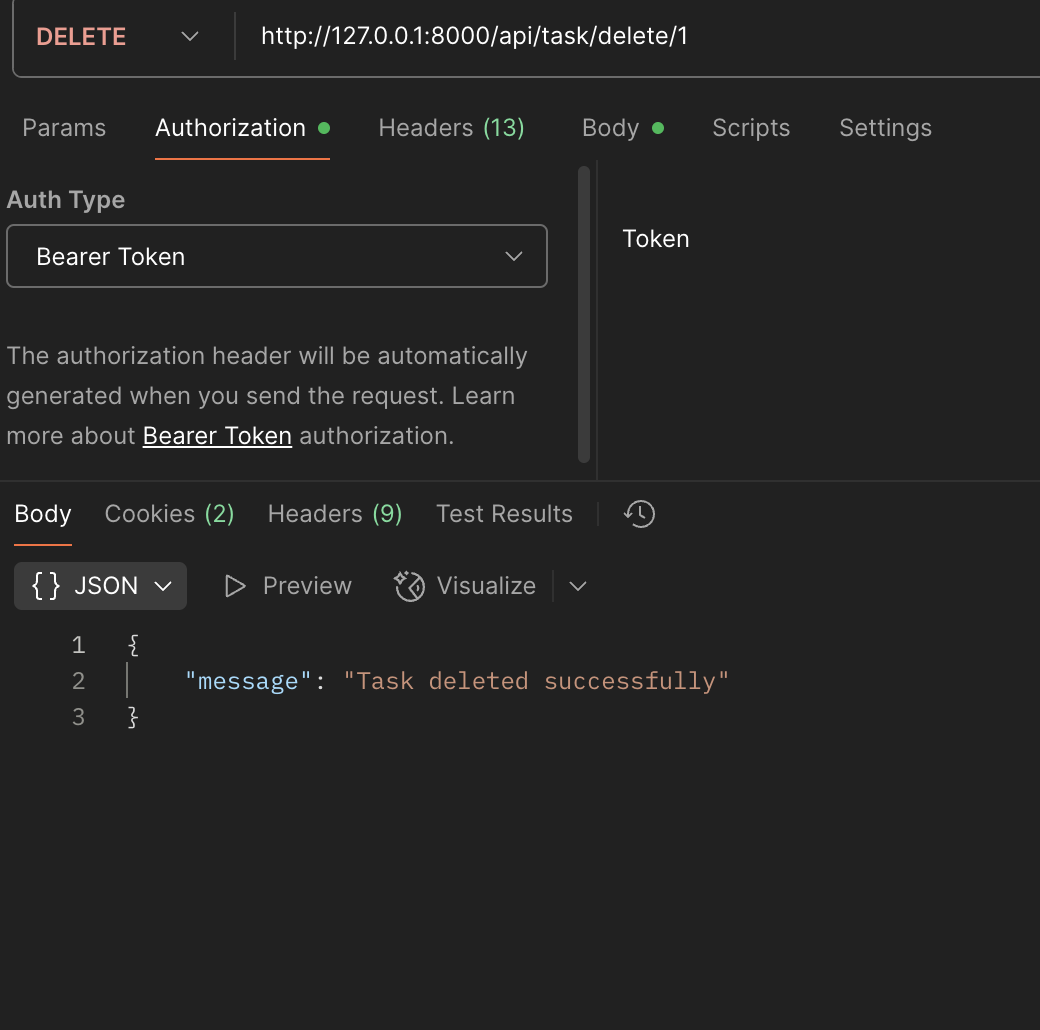 DELETE http://127.0.0.1:8000/api/task/delete/1
Params Authorization Headers (13) Body Scripts Settings
Auth Type
Bearer Token
Token
The authorization header will be automatically
generated when you send the request. Learn
more about Bearer Token authorization.
Body Cookies (2) Headers (9) Test Results
{} JSON Preview Visualize
1 {
2 "message": "Task deleted successfully"
3 }